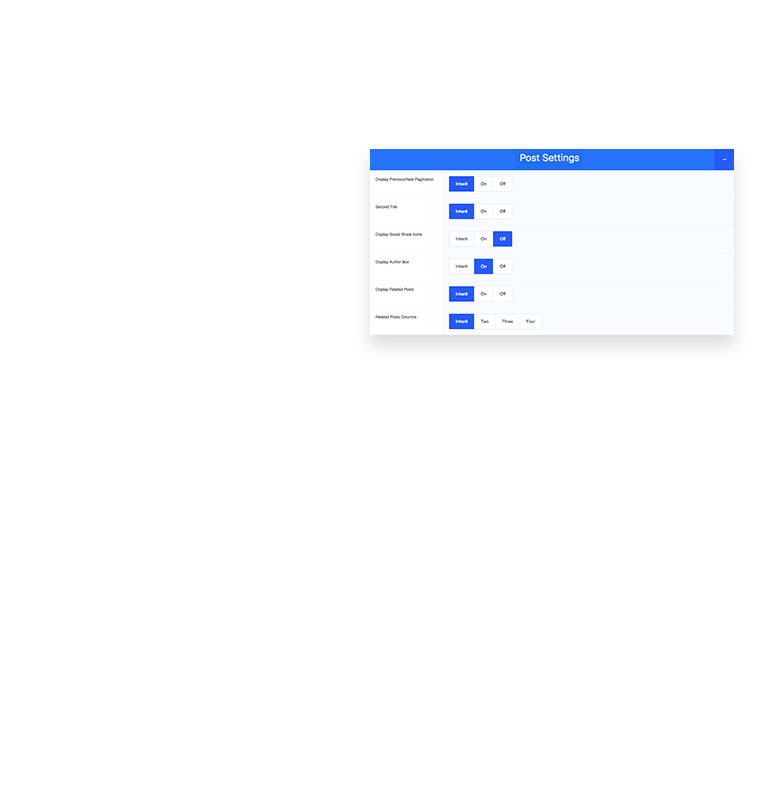 Post Settings
Display Previous/Next Pagination Inherit On Off
Second Title Inherit On Off
Display Social Share Icons Inherit On Off
Display Author Box Inherit On Off
Display Related Posts Inherit On Off
Related Posts Columns Inherit Two Three Four